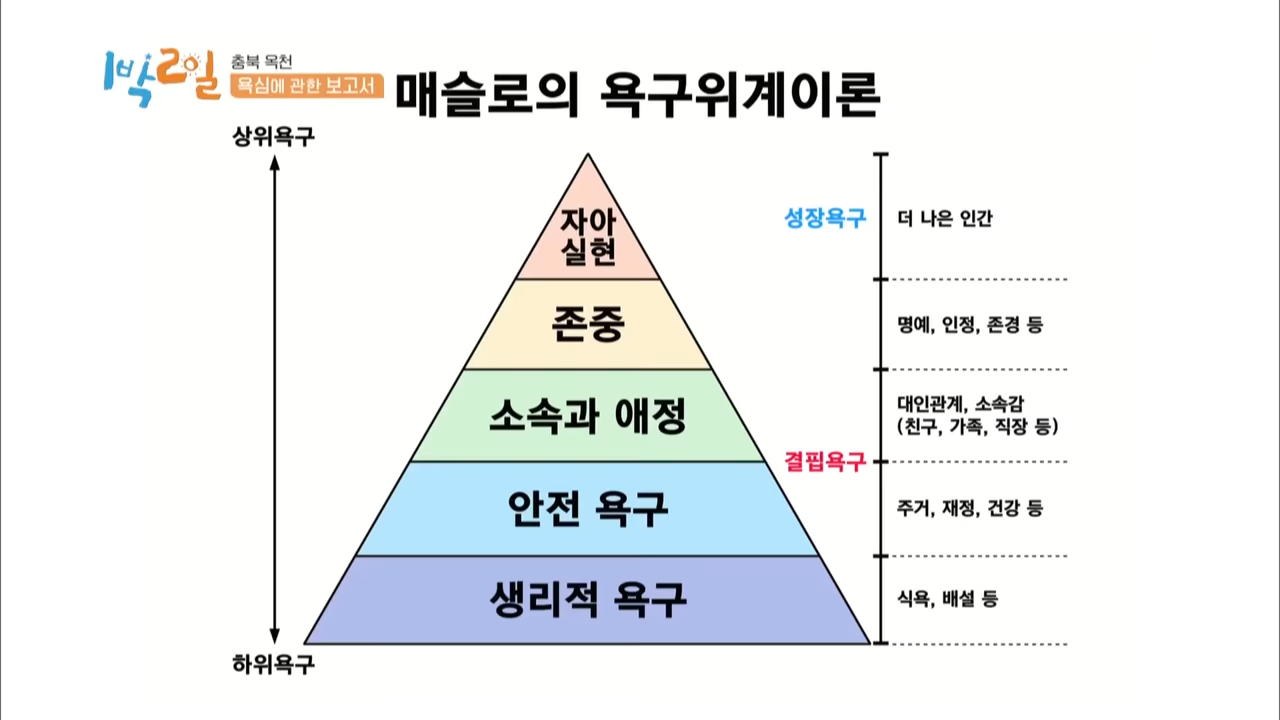 1박2일
충북 옥천
욕심에 관한 보고서
매슬로의 욕구위계이론
상위욕구
자아
실현
성장욕구
더 나은 인간
존중
명예, 인정, 존경 등
소속과 애정
대인관계, 소속감
(친구, 가족, 직장 등)
결핍욕구
안전 욕구
주거, 재정, 건강 등
생리적 욕구
식욕, 배설 등
하위욕구